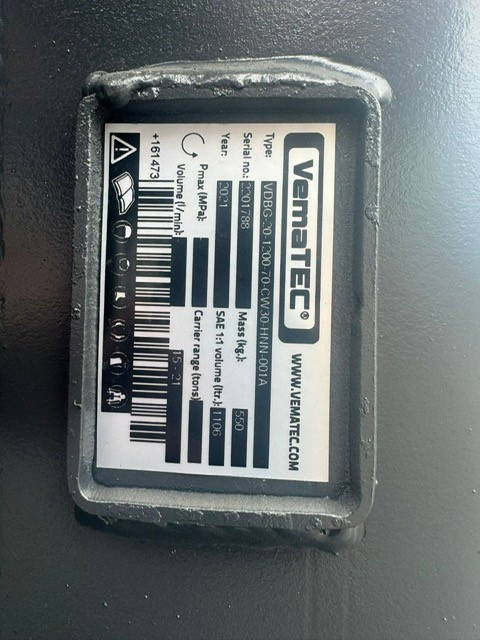 VemaTEC®
WWW.VEMATEC.COM
Type: VDBG-20-1200-70-CW30-HNN-001A
Serial no.: 2201788 Mass (kg.): 550
Year: 2021 SAE 1:1 volume (ltr.): 1106
Pmax (MPa): Carrier range (tons): 15 - 21
Volume (l/min):
+161473